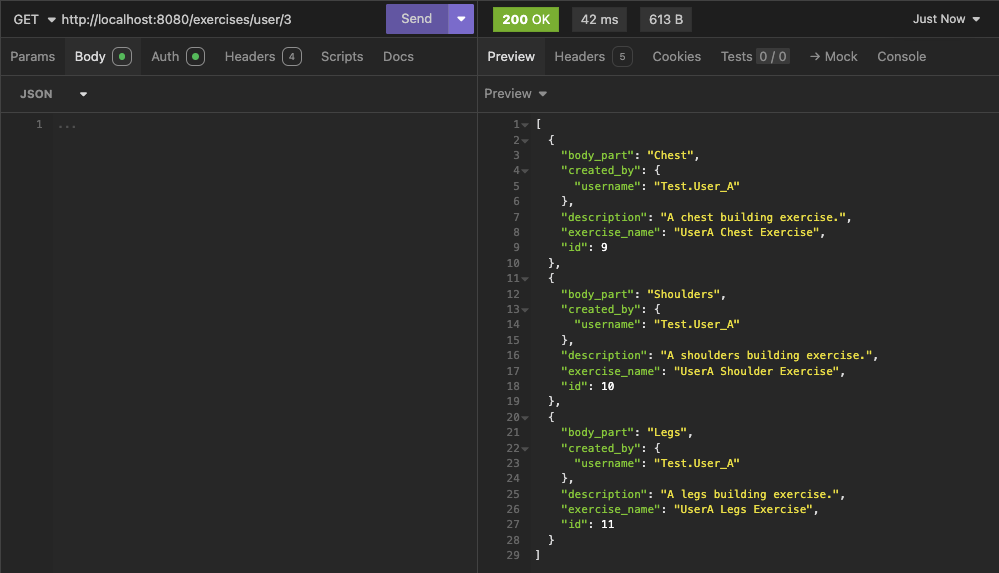 GET http://localhost:8080/exercises/user/3 Send 200 OK 42 ms 613 B Just Now
Params Body Auth Headers 4 Scripts Docs Preview Headers 5 Cookies Tests 0 / 0 → Mock Console
JSON
Preview
1 ...
1 [
2 {
3 "body_part": "Chest",
4 "created_by": {
5 "username": "Test.User_A"
6 },
7 "description": "A chest building exercise.",
8 "exercise_name": "UserA Chest Exercise",
9 "id": 9
10 },
11 {
12 "body_part": "Shoulders",
13 "created_by": {
14 "username": "Test.User_A"
15 },
16 "description": "A shoulders building exercise.",
17 "exercise_name": "UserA Shoulder Exercise",
18 "id": 10
19 },
20 {
21 "body_part": "Legs",
22 "created_by": {
23 "username": "Test.User_A"
24 },
25 "description": "A legs building exercise.",
26 "exercise_name": "UserA Legs Exercise",
27 "id": 11
28 }
29 ]